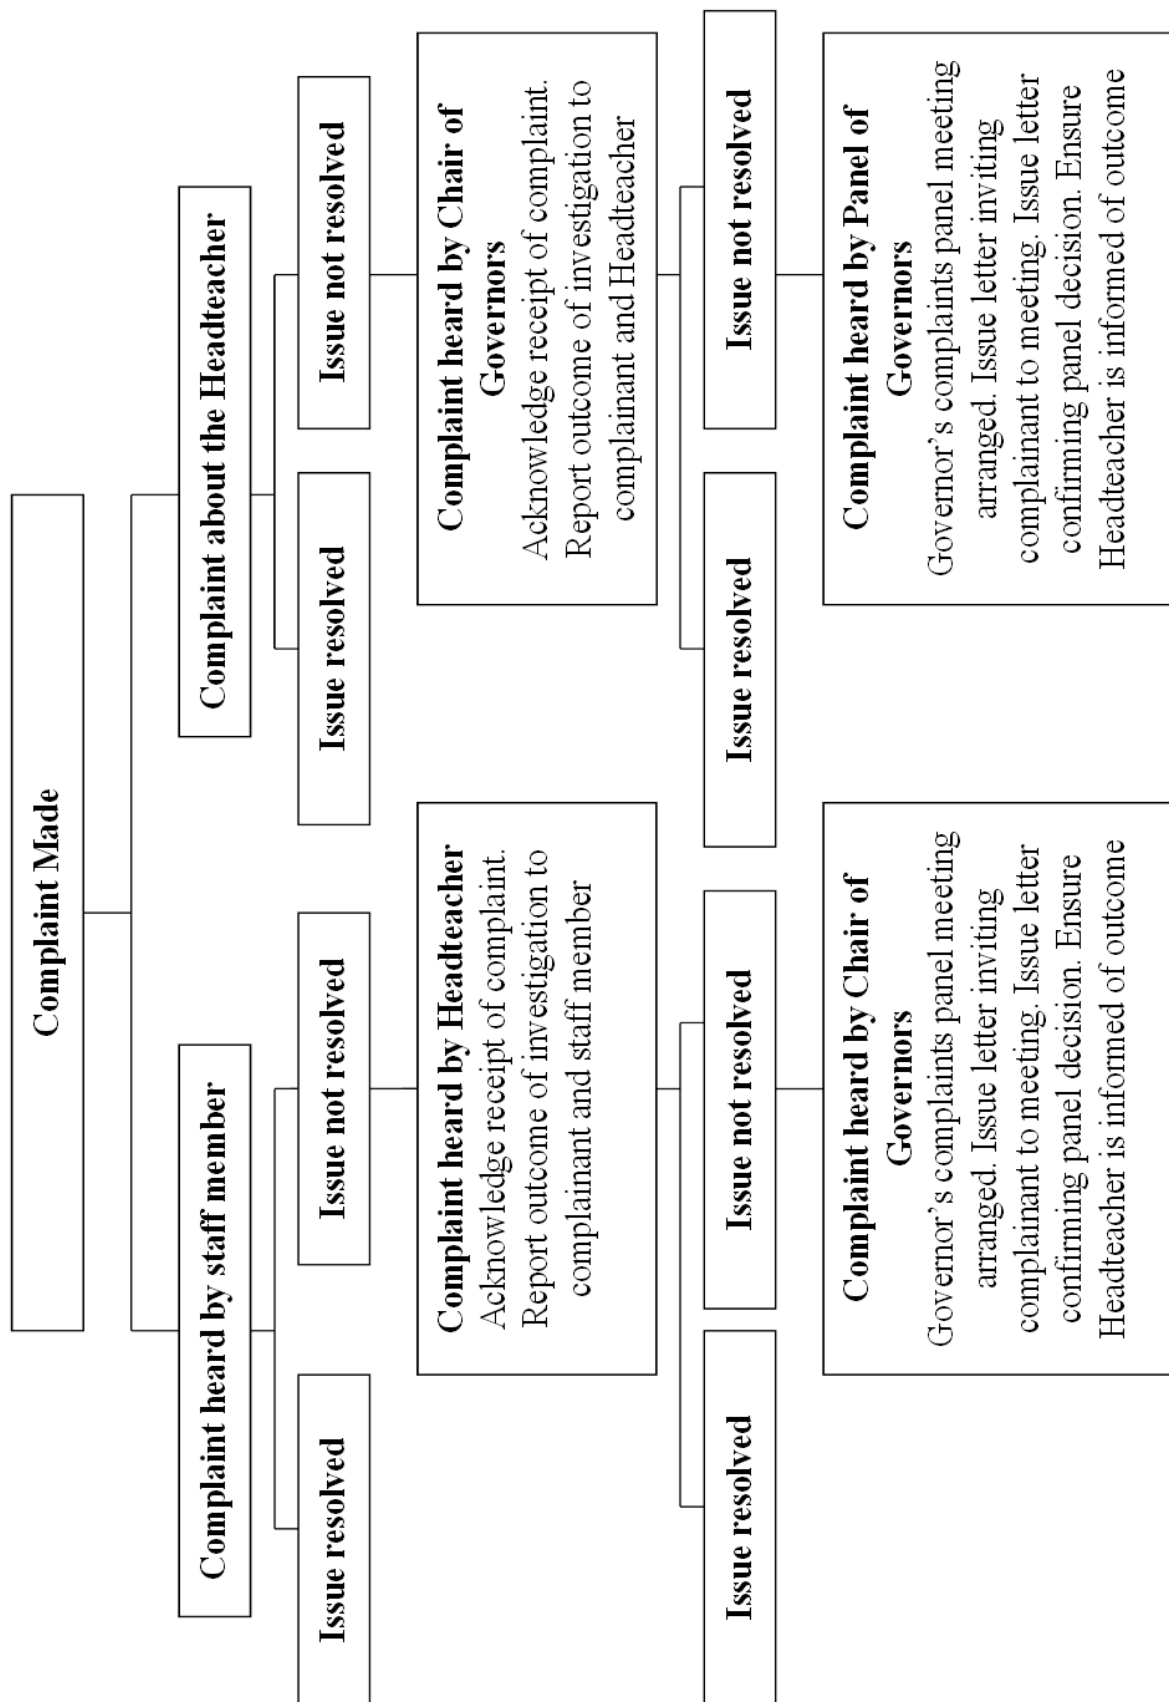 Complaint Made
Complaint heard by staff member
Complaint about the Headteacher
Issue resolved
Issue not resolved
Issue resolved
Issue not resolved
Complaint heard by Headteacher
Acknowledge receipt of complaint.
Report outcome of investigation to
complainant and staff member
Complaint heard by Chair of
Governors
Acknowledge receipt of complaint.
Report outcome of investigation to
complainant and Headteacher
Issue resolved
Issue not resolved
Issue resolved
Issue not resolved
Complaint heard by Chair of
Governors
Governor’s complaints panel meeting
arranged. Issue letter inviting
complainant to meeting. Issue letter
confirming panel decision. Ensure
Headteacher is informed of outcome
Complaint heard by Panel of
Governors
Governor’s complaints panel meeting
arranged. Issue letter inviting
complainant to meeting. Issue letter
confirming panel decision. Ensure
Headteacher is informed of outcome